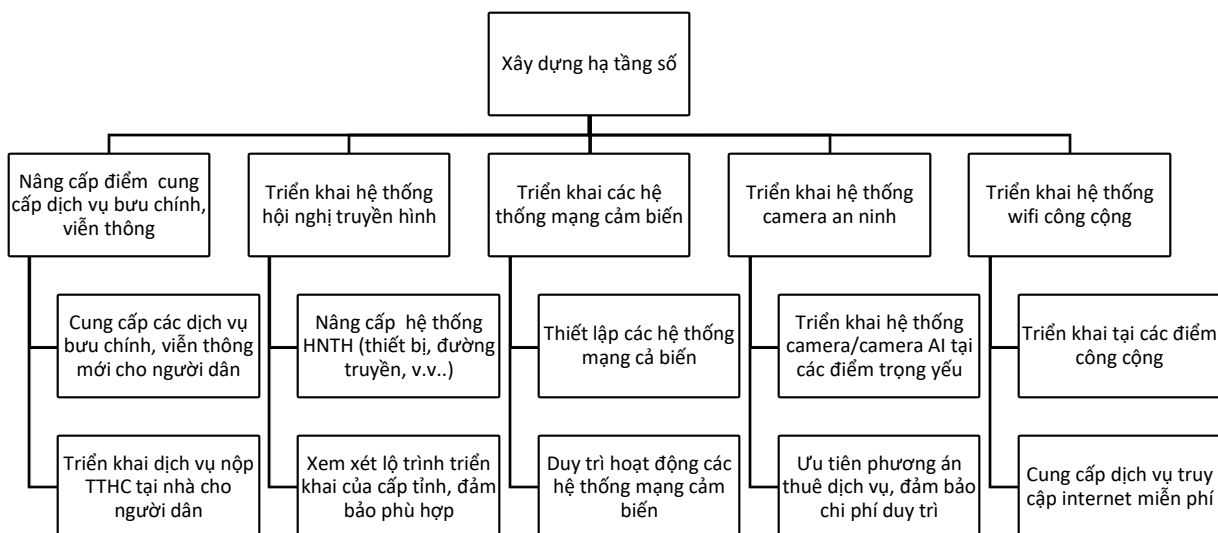 Xây dựng hạ tầng số
Nâng cấp điểm  cung
cấp dịch vụ bưu chính,
viễn thông
Triển khai hệ thống
hội nghị truyền hình
Triển khai các hệ
thống mạng cảm biến
Triển khai hệ thống
camera an ninh
Triển khai hệ thống
wifi công cộng
Cung cấp các dịch vụ
bưu chính, viễn thông
mới cho người dân
Nâng cấp  hệ thống
HNTH (thiết bị, đường
truyền, v.v..)
Thiết lập các hệ thống
mạng cả biến
Triển khai hệ thống
camera/camera AI tại
các điểm trọng yếu
Triển khai tại các điểm
công cộng
Triển khai dịch vụ nộp
TTHC tại nhà cho
người dân
Xem xét lộ trình triển
khai của cấp tỉnh, đảm
bảo phù hợp
Duy trì hoạt động các
hệ thống mạng cảm
biến
Ưu tiên phương án
thuê dịch vụ, đảm bảo
chi phí duy trì
Cung cấp dịch vụ truy
cập internet miễn phí